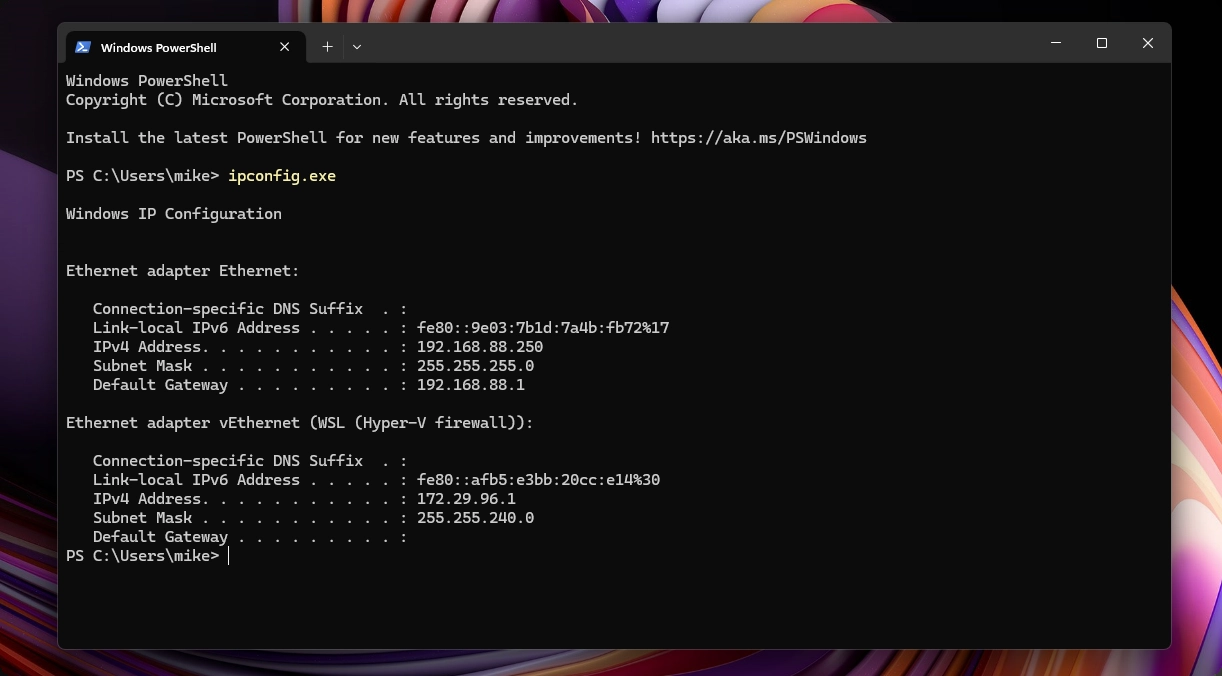 Windows PowerShell
Windows PowerShell
Copyright (C) Microsoft Corporation. All rights reserved.
Install the latest PowerShell for new features and improvements! https://aka.ms/PSWindows
PS C:\Users\mike> ipconfig.exe
Windows IP Configuration
Ethernet adapter Ethernet:
   Connection-specific DNS Suffix  . :
   Link-local IPv6 Address . . . . . : fe80::9e03:7b1d:7a4b:fb72%17
   IPv4 Address. . . . . . . . . . . : 192.168.88.250
   Subnet Mask . . . . . . . . . . . : 255.255.255.0
   Default Gateway . . . . . . . . . : 192.168.88.1
Ethernet adapter vEthernet (WSL (Hyper-V firewall)):
   Connection-specific DNS Suffix  . :
   Link-local IPv6 Address . . . . . : fe80::afb5:e3bb:20cc:e14%30
   IPv4 Address. . . . . . . . . . . : 172.29.96.1
   Subnet Mask . . . . . . . . . . . : 255.255.240.0
   Default Gateway . . . . . . . . . :
PS C:\Users\mike>